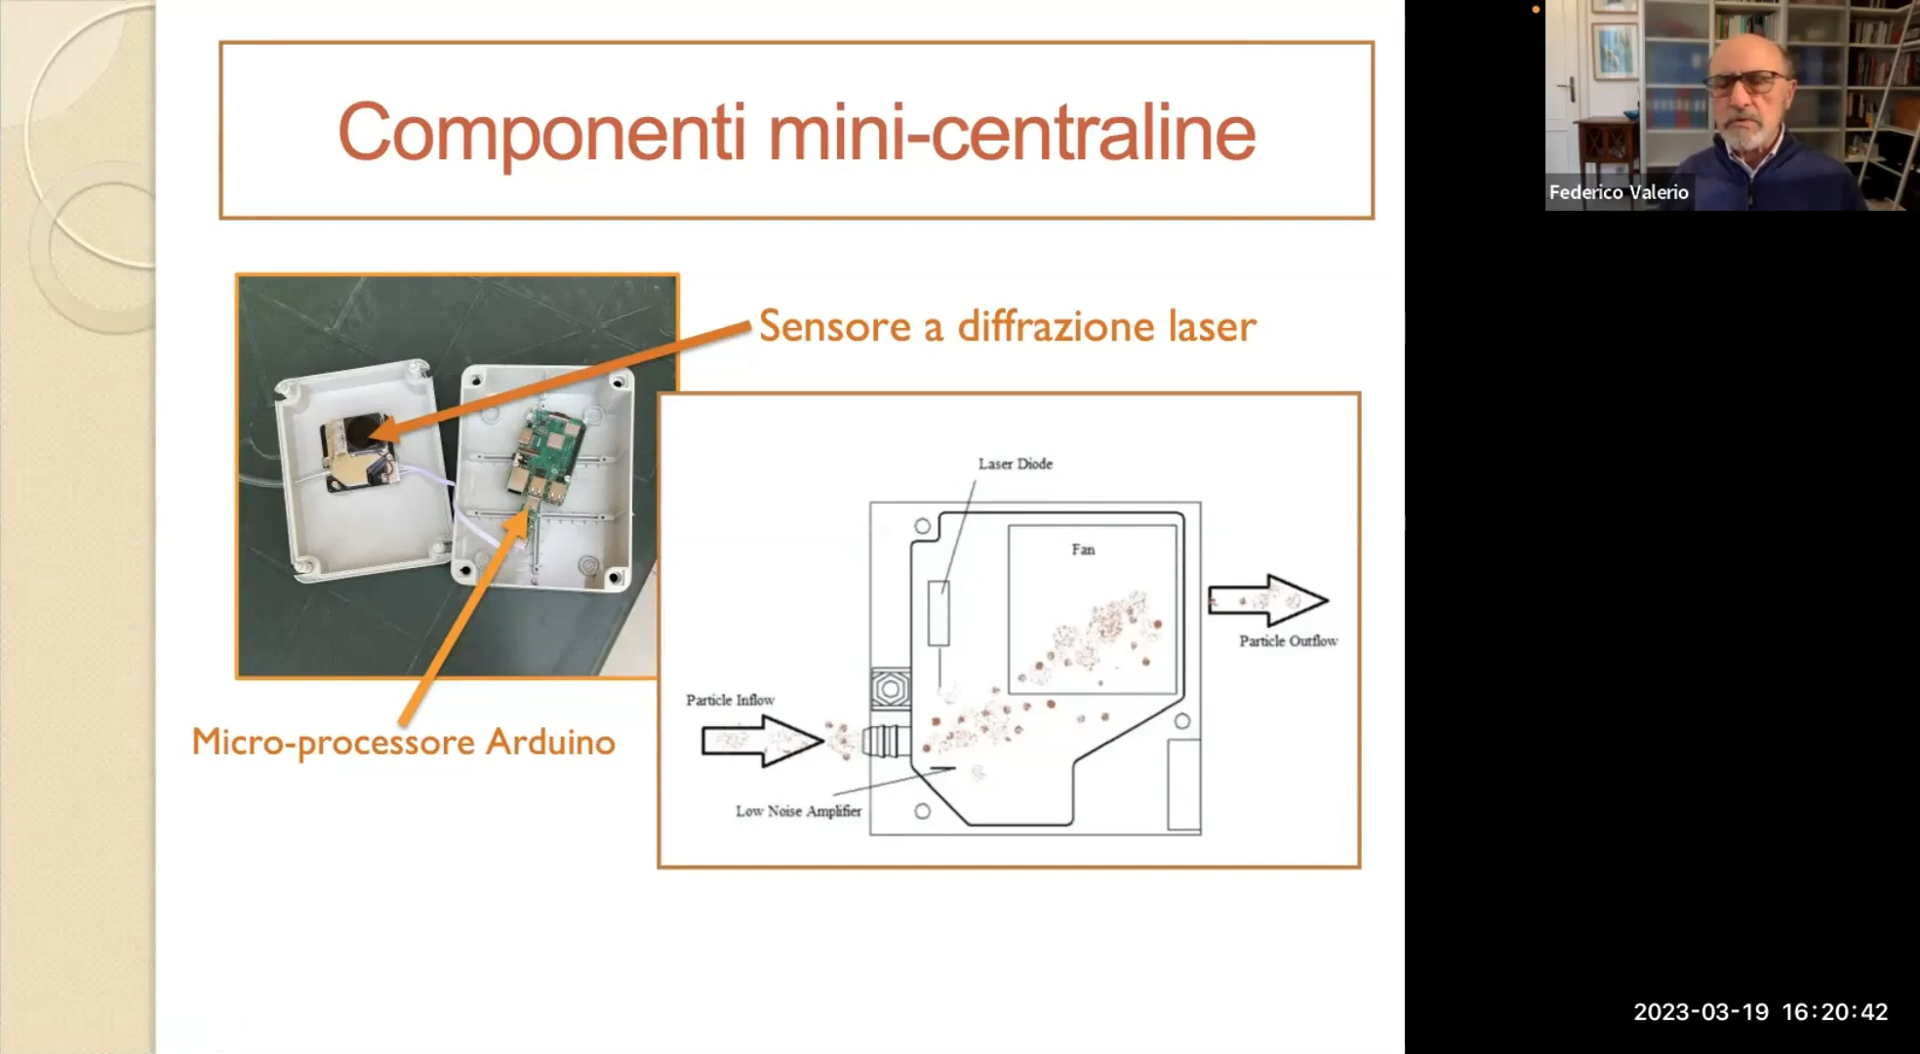 Componenti mini-centraline
Federico Valerio
Sensore a diffrazione laser
Laser Diode
Fan
Particle Outflow
Particle Inflow
Micro-processore Arduino
Low Noise Amplifier
2023-03-19 16:20:42